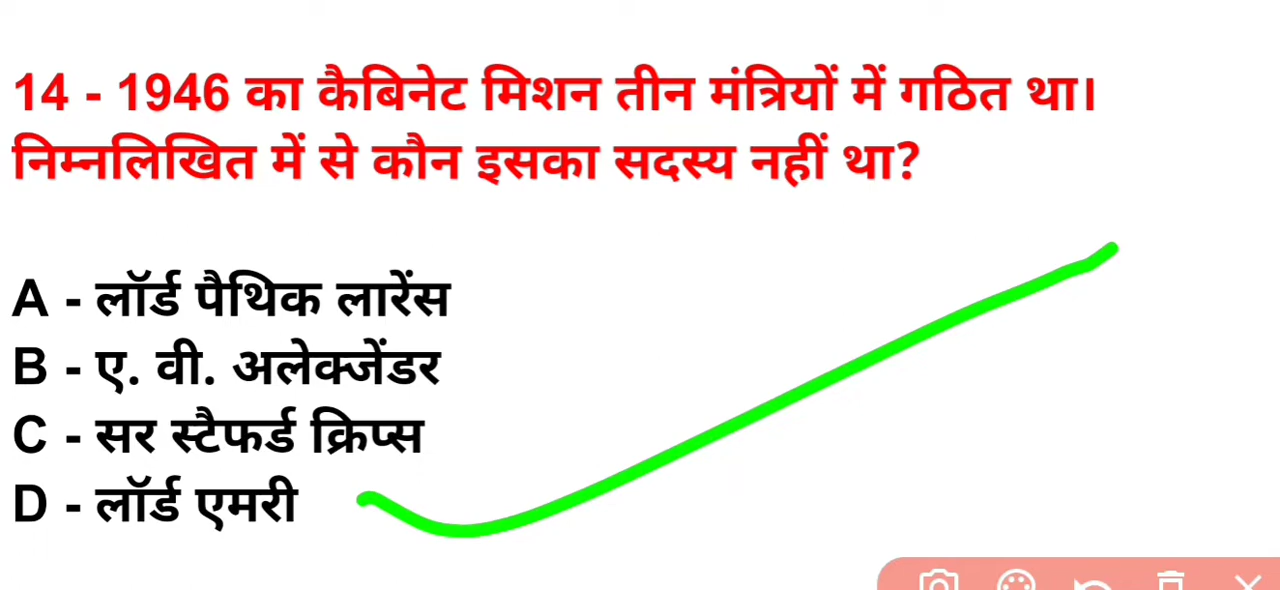 14 - 1946 का कैबिनेट मिशन तीन मंत्रियों में गठित था।
निम्नलिखित में से कौन इसका सदस्य नहीं था?
A - लॉर्ड पैथिक लारेंस
B - ए. वी. अलेक्जेंडर
C - सर स्टैफर्ड क्रिप्स
D - लॉर्ड एमरी